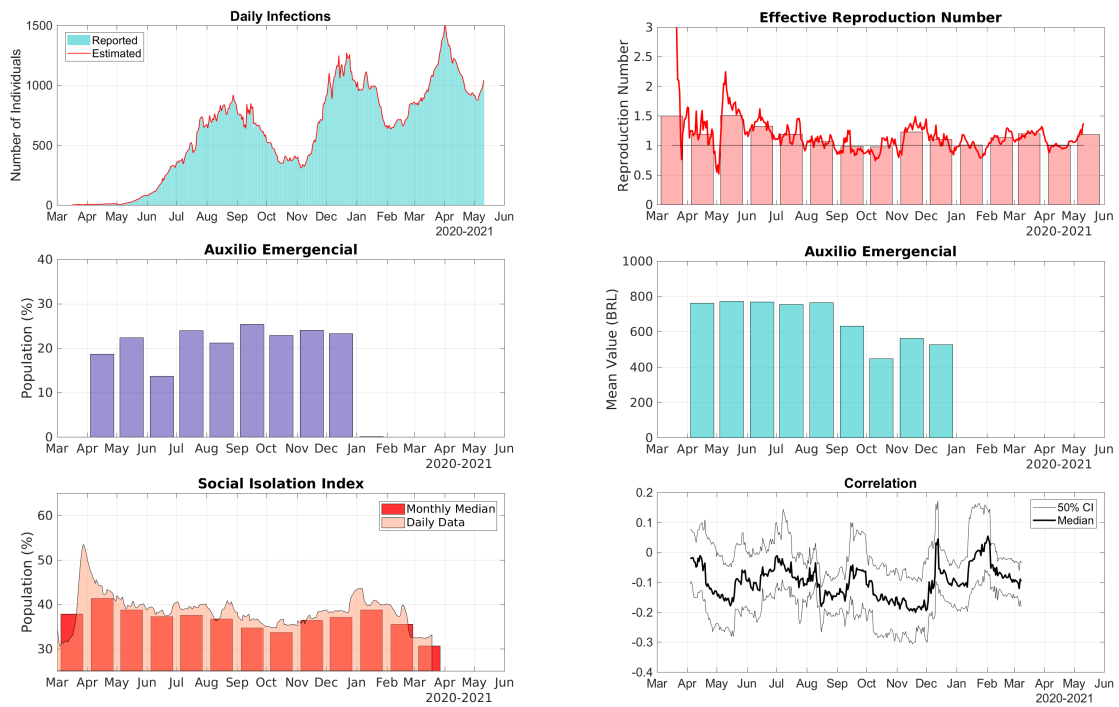 Daily Infections
Number of Individuals
1500
1000
500
0
Reported
Estimated
Mar Apr May Jun Jul Aug Sep Oct Nov Dec Jan Feb Mar Apr May Jun
2020-2021
Effective Reproduction Number
Reproduction Number
3
2.5
2
1.5
1
0.5
0
Mar Apr May Jun Jul Aug Sep Oct Nov Dec Jan Feb Mar Apr May Jun
2020-2021
Auxilio Emergencial
Population (%)
40
30
20
10
0
Mar Apr May Jun Jul Aug Sep Oct Nov Dec Jan Feb Mar Apr May Jun
2020-2021
Auxilio Emergencial
Mean Value (BRL)
1000
800
600
400
200
0
Mar Apr May Jun Jul Aug Sep Oct Nov Dec Jan Feb Mar Apr May Jun
2020-2021
Social Isolation Index
Population (%)
60
50
40
30
Monthly Median
Daily Data
Mar Apr May Jun Jul Aug Sep Oct Nov Dec Jan Feb Mar Apr May Jun
2020-2021
Correlation
0.2
0.1
0
-0.1
-0.2
-0.3
-0.4
50% CI
Median
Mar Apr May Jun Jul Aug Sep Oct Nov Dec Jan Feb Mar Apr May Jun
2020-2021